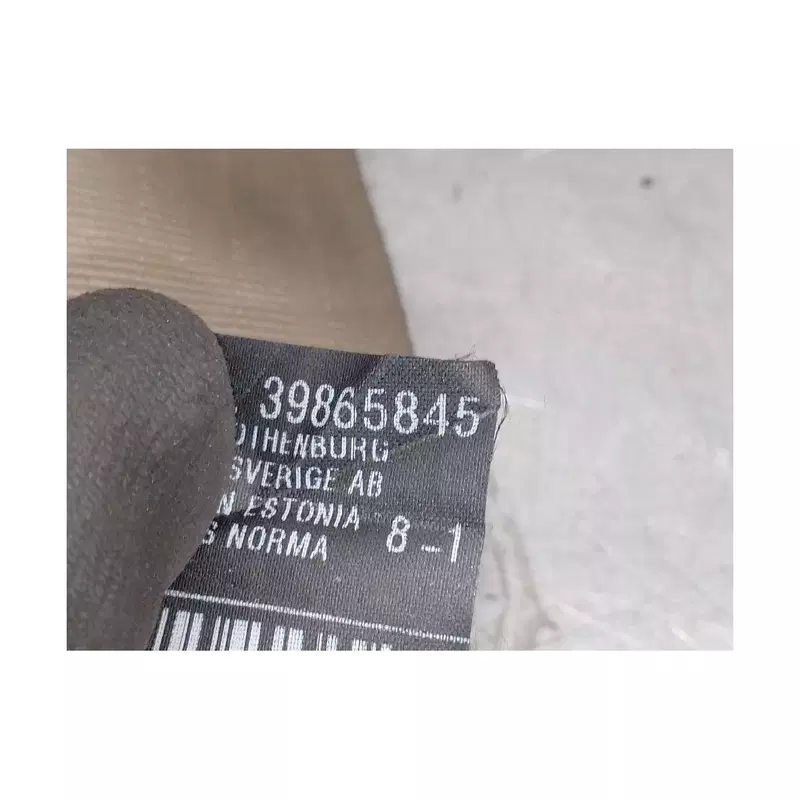 39865845
OTHENBURG
SVERIGE AB
N ESTONIA
S NORMA 8-1